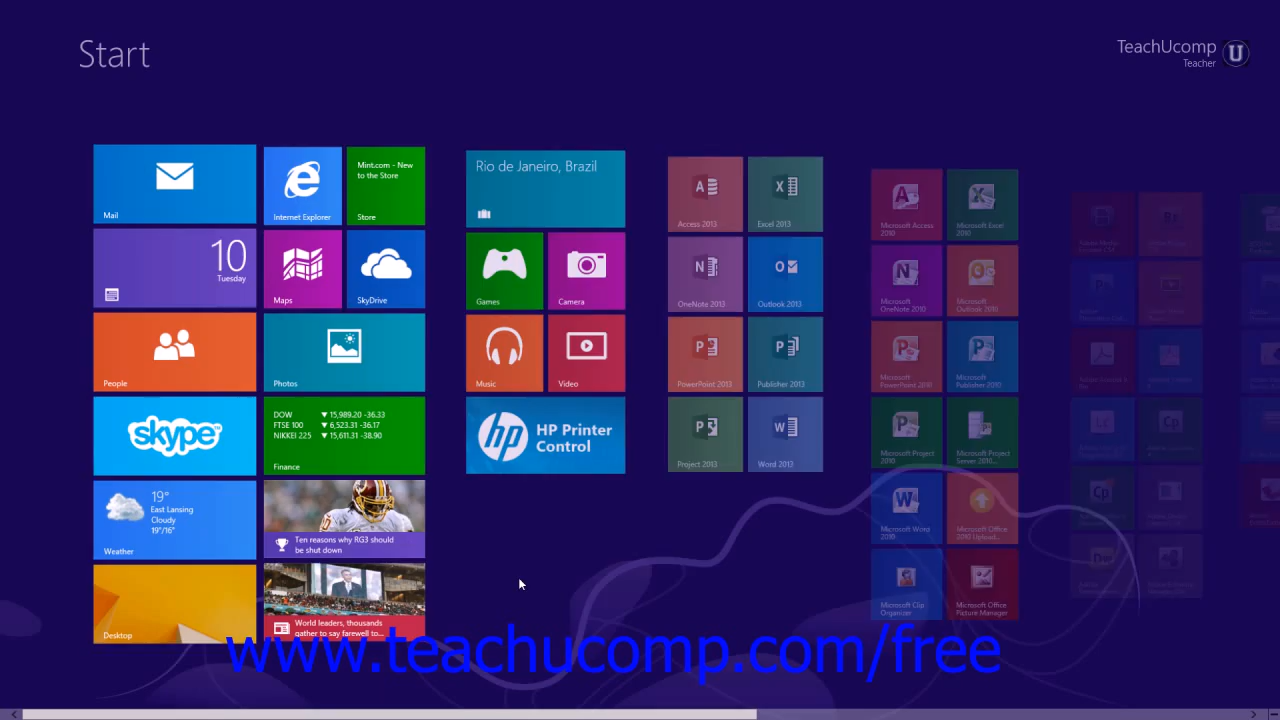 Start
TeachUcomp
Teacher
U
Mail
Internet Explorer
Mint.com - New
to the Store
Store
10
Tuesday
Maps
SkyDrive
People
Photos
skype™
DOW ▼ 15,989.20 -36.33
FTSE 100 ▼ 6,523.31 -36.17
NIKKEI 225 ▼ 15,611.31 -38.90
Finance
19°
East Lansing
Cloudy
19°/16°
Weather
Ten reasons why RG3 should
be shut down
Desktop
World leaders, thousands
gather to say farewell to...
Rio de Janeiro, Brazil
Games
Camera
Music
Video
hp
HP Printer
Control
Access 2013
Excel 2013
OneNote 2013
Outlook 2013
PowerPoint 2013
Publisher 2013
Project 2013
Word 2013
Microsoft Access
2010
Microsoft Excel
2010
Microsoft
OneNote 2010
Microsoft
Outlook 2010
Microsoft
PowerPoint 2010
Microsoft
Publisher 2010
Microsoft Project
2010
Microsoft Project
Server 2010...
Microsoft Word
2010
Microsoft Office
2010 Upload...
Microsoft Clip
Organizer
Microsoft Office
Picture Manager
www.teachucomp.com/free